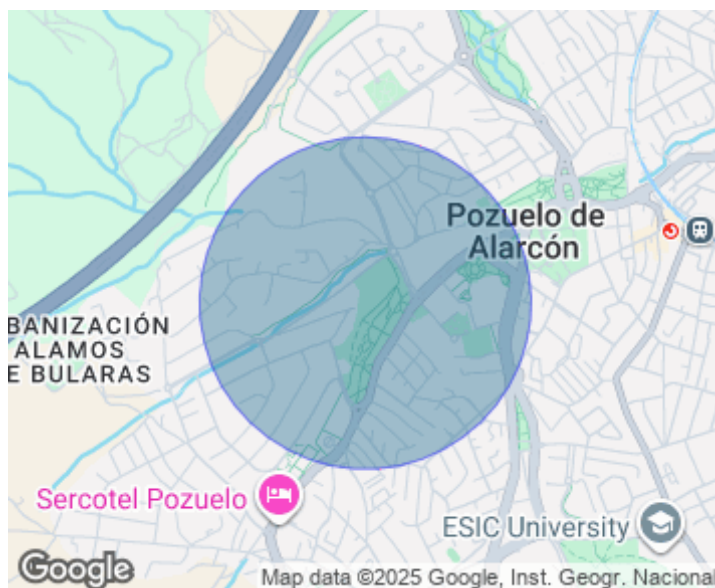 Pozuelo de
Alarcón
BANIZACIÓN
ALAMOS
E BULARAS
Sercotel Pozuelo
ESIC University
Google
Map data ©2025 Google, Inst. Geogr. Nacional